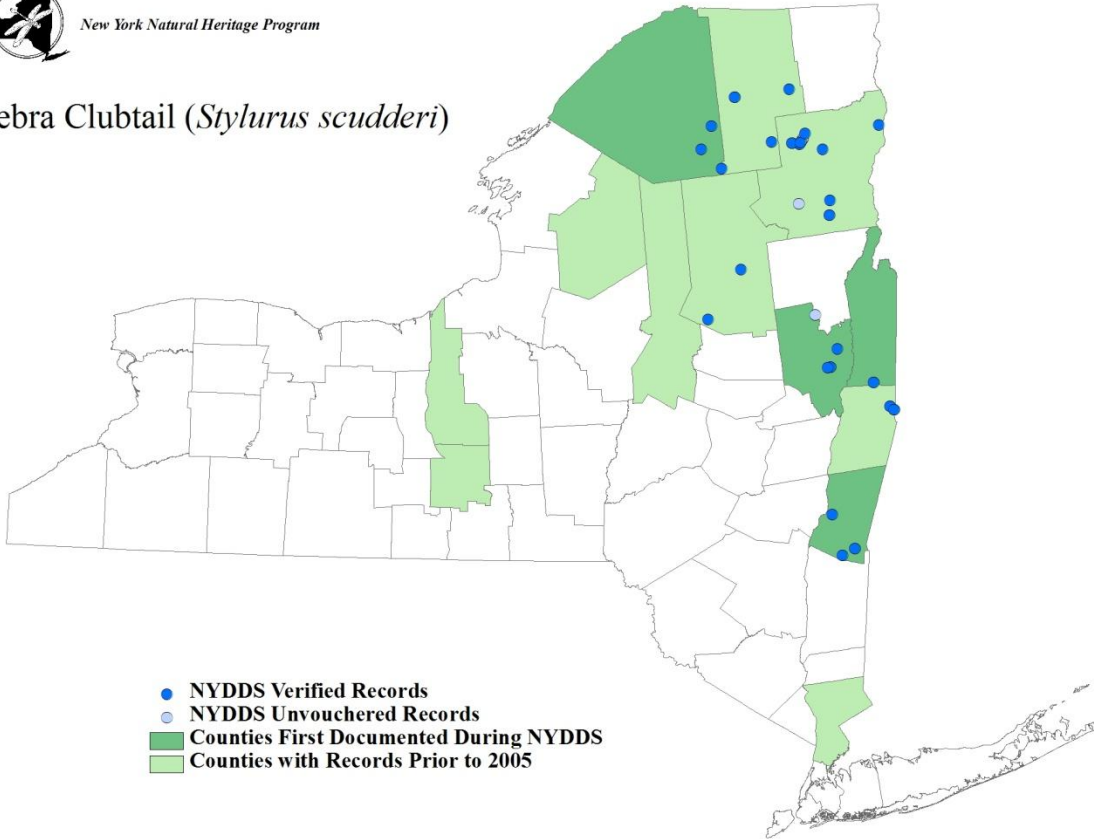 New York Natural Heritage Program
ebra Clubtail (Stylurus scudderi)
NYDDS Verified Records
NYDDS Unvouchered Records
Counties First Documented During NYDDS
Counties with Records Prior to 2005